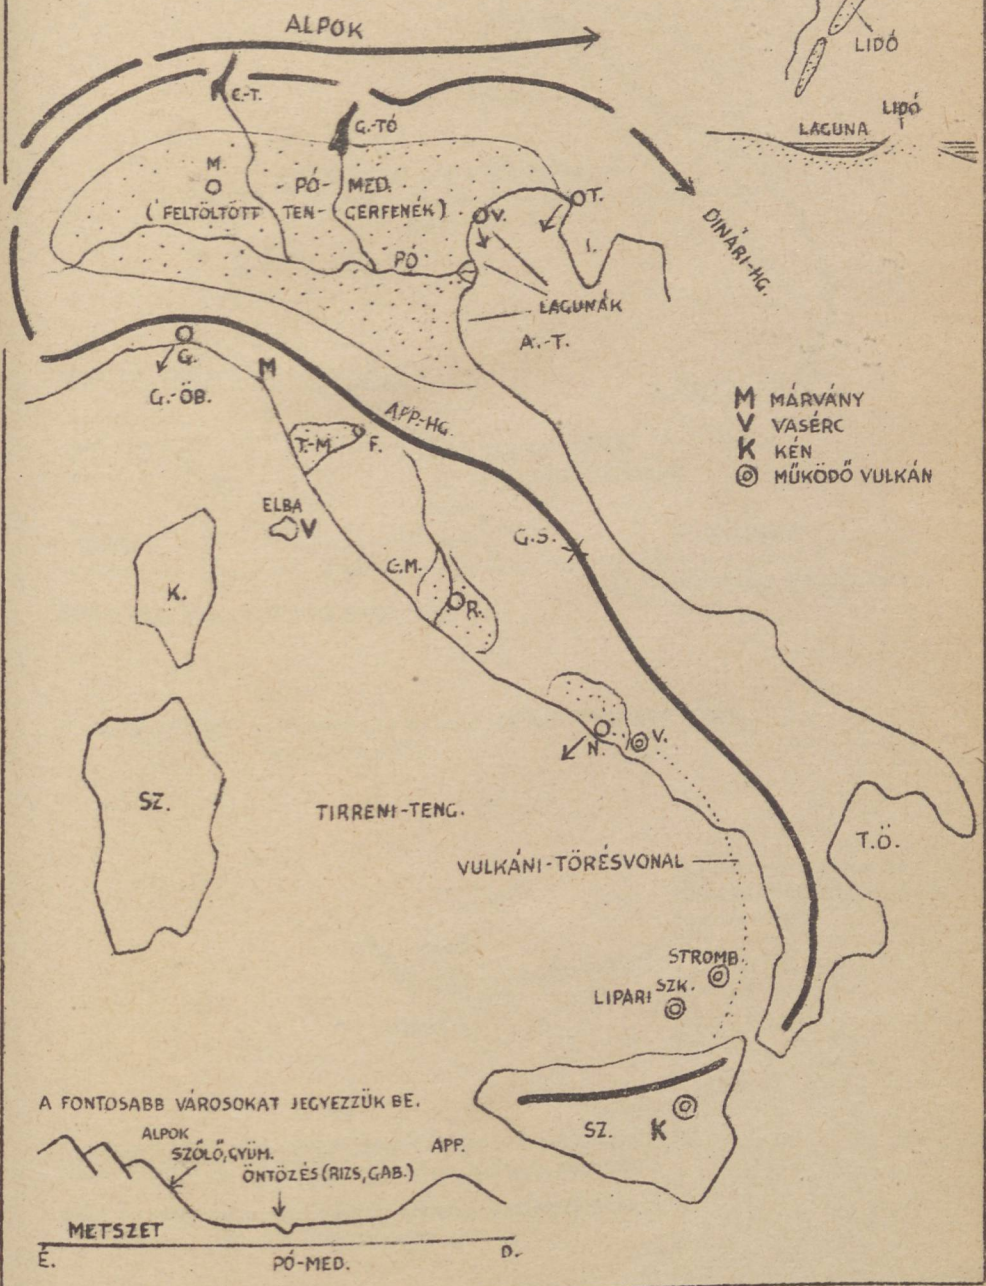 ALPOK
LIDÓ
C.-T.
G.-TÓ
LIDÓ
LAGUNA
M.
PÓ- MED.
(FELTÖLTÖTT TEN- GERFENÉK)
V.
T.
I.
DINÁRI-HG.
PÓ
LAGUNÁK
A.-T.
G.
M
G.-ÖB.
APP.-HG.
M MÁRVÁNY
V VASÉRC
K KÉN
MŰKÖDŐ VULKÁN
T.-M.
F.
ELBA
V
G.S.
K.
C.M.
R.
N.
V.
SZ.
TIRRENI-TENG.
T.Ö.
VULKÁNI-TÖRÉSVONAL
STROMB.
LIPARI SZK.
A FONTOSABB VÁROSOKAT JEGYEZZÜK BE.
SZ.
K
ALPOK
SZŐLŐ,GYÜM.
APP.
ÖNTÖZÉS (RIZS, GAB.)
METSZET
É.
PÓ-MED.
D.